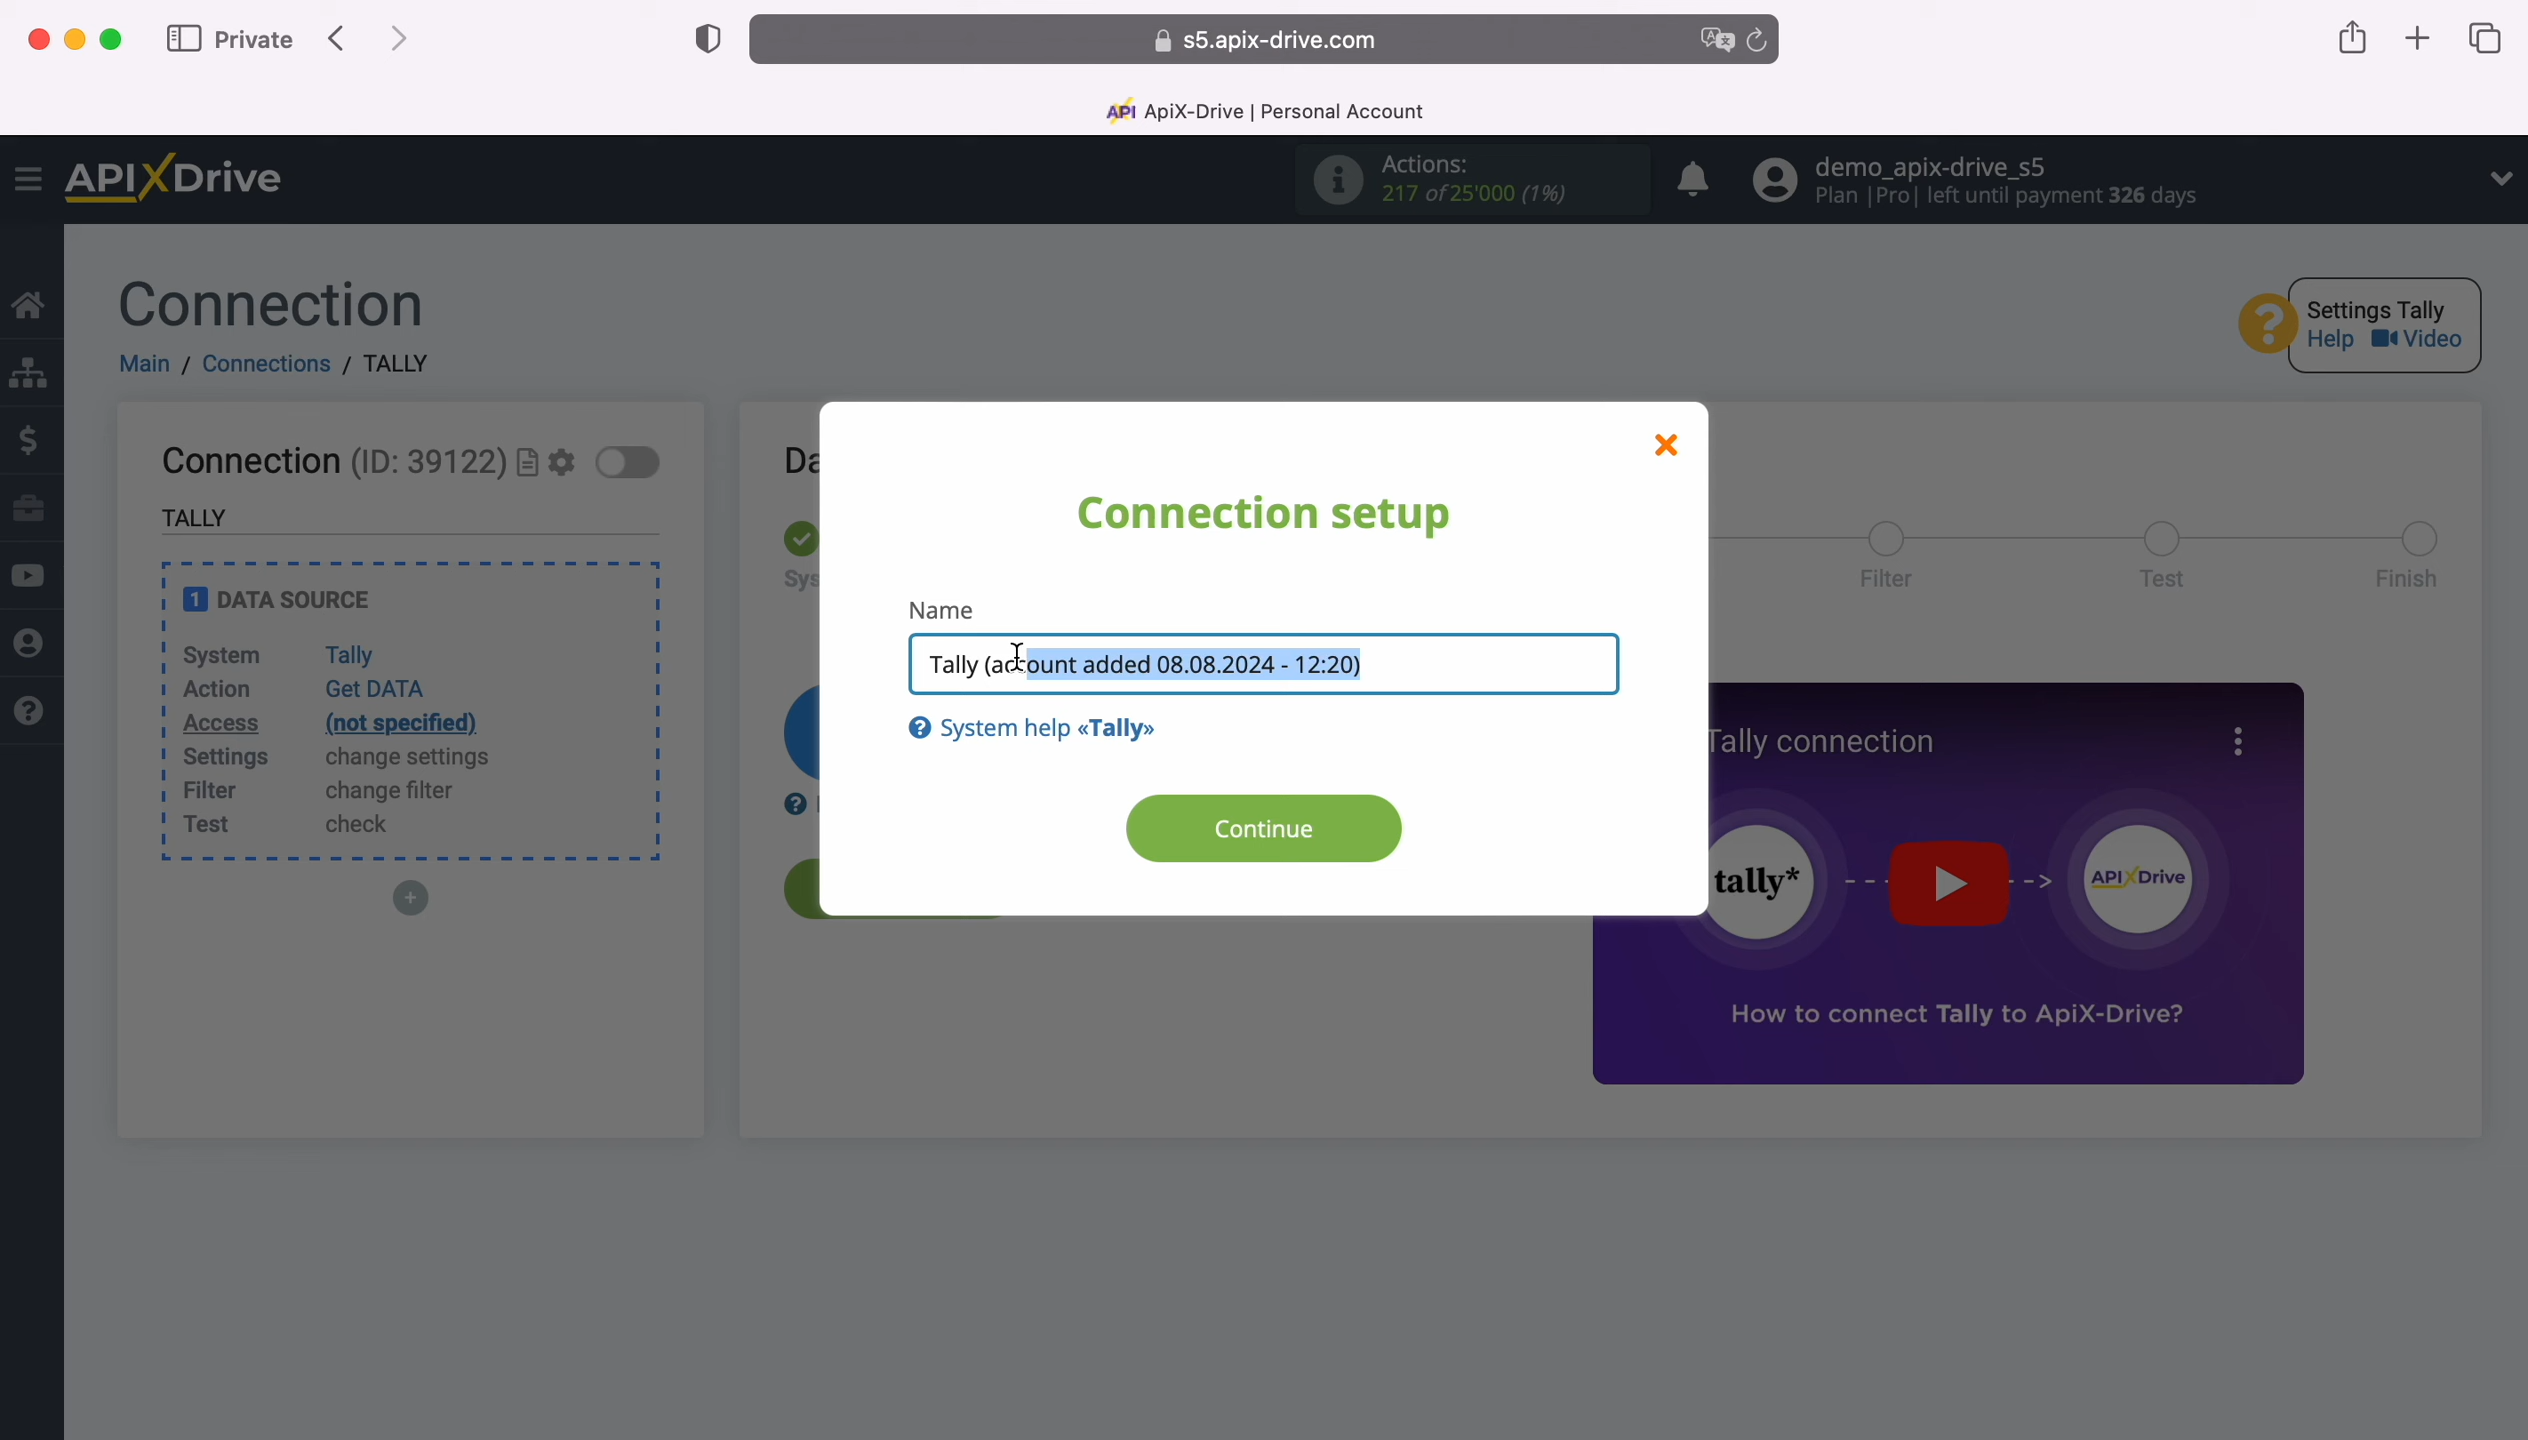 Private
s5.apix-drive.com
API ApiX-Drive | Personal Account
APIXDrive
Actions:
217 of 25'000 (1%)
demo_apix-drive_s5
Plan |Pro| left until payment 326 days
Connection
Main / Connections / TALLY
Settings Tally
Help Video
Connection (ID: 39122)
TALLY
1 DATA SOURCE
System Tally
Action Get DATA
Access (not specified)
Settings change settings
Filter change filter
Test check
Filter
Test
Finish
Connection setup
Name
Tally (account added 08.08.2024 - 12:20)
System help «Tally»
Continue
Tally connection
tally*
APIXDrive
How to connect Tally to ApiX-Drive?